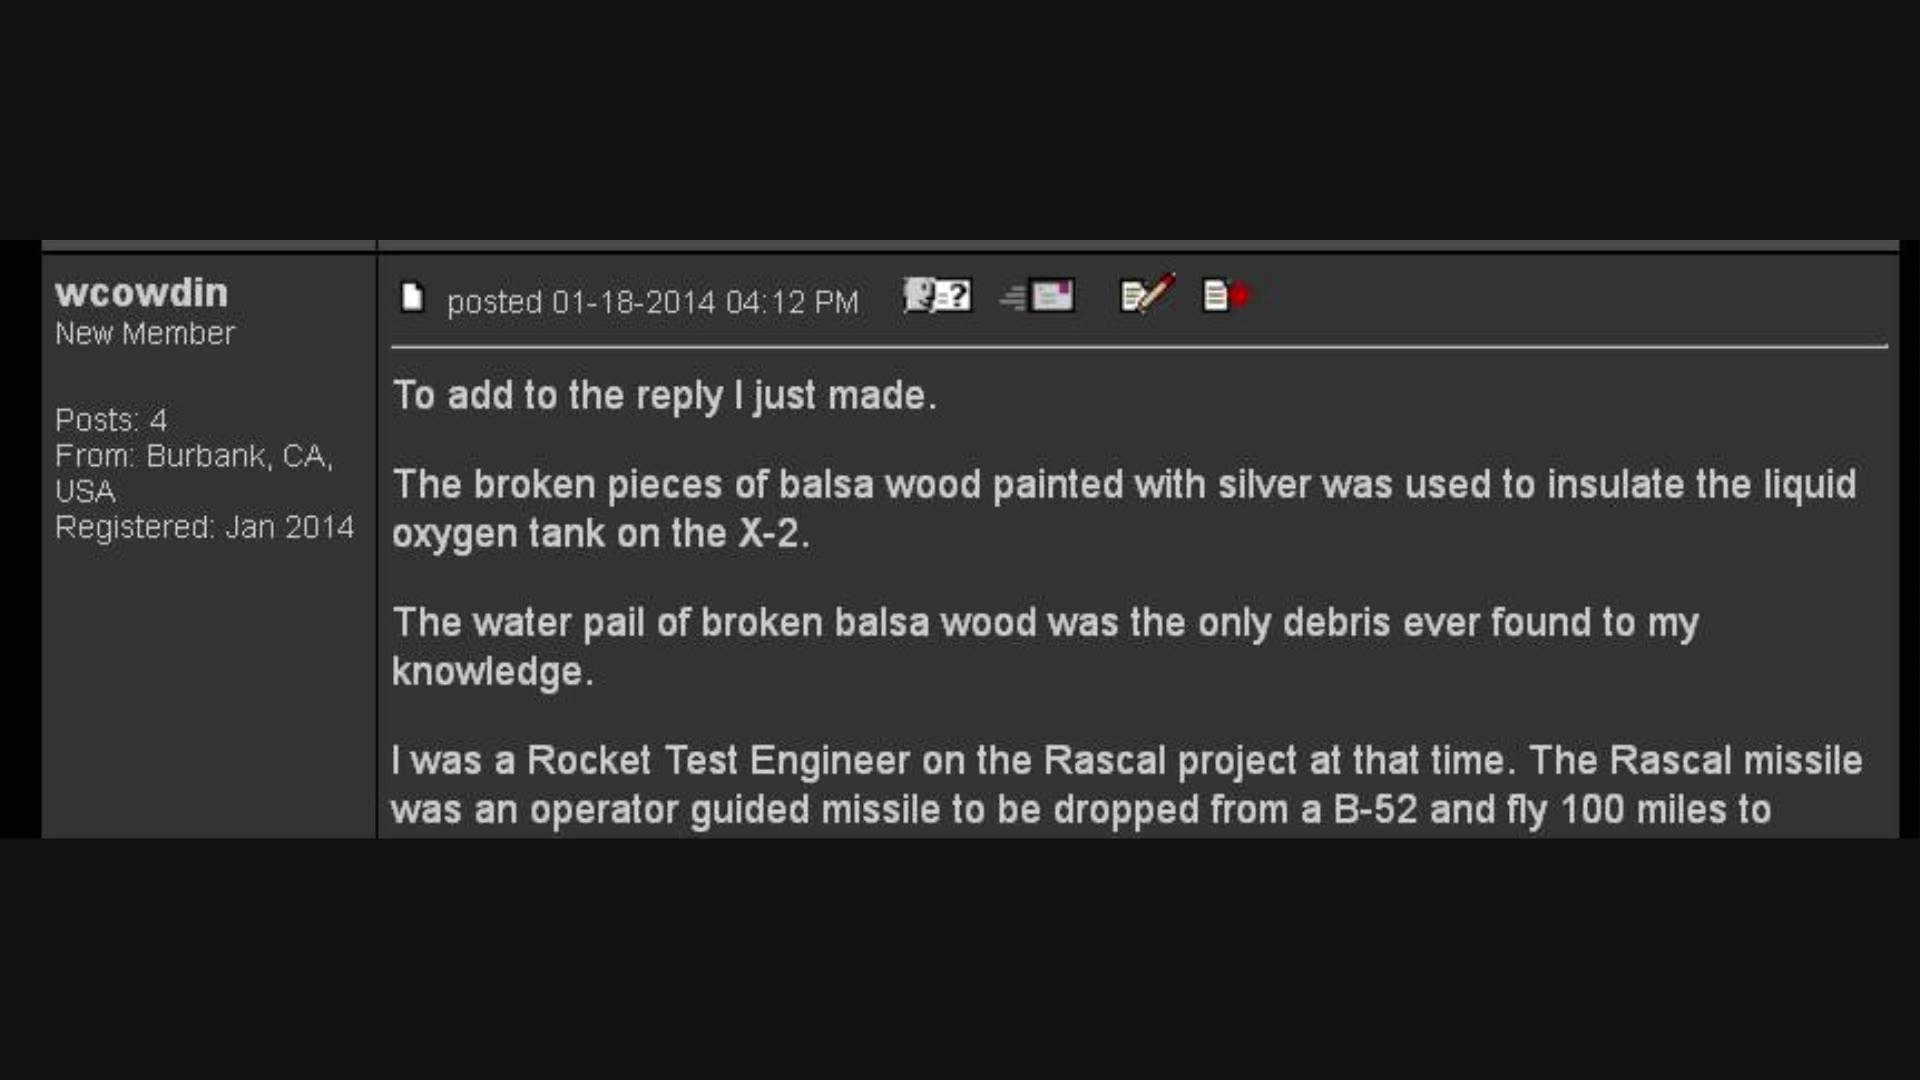 wcowdin
New Member
Posts: 4
From: Burbank, CA,
USA
Registered: Jan 2014
posted 01-18-2014 04:12 PM
To add to the reply I just made.
The broken pieces of balsa wood painted with silver was used to insulate the liquid
oxygen tank on the X-2.
The water pail of broken balsa wood was the only debris ever found to my
knowledge.
I was a Rocket Test Engineer on the Rascal project at that time. The Rascal missile
was an operator guided missile to be dropped from a B-52 and fly 100 miles to